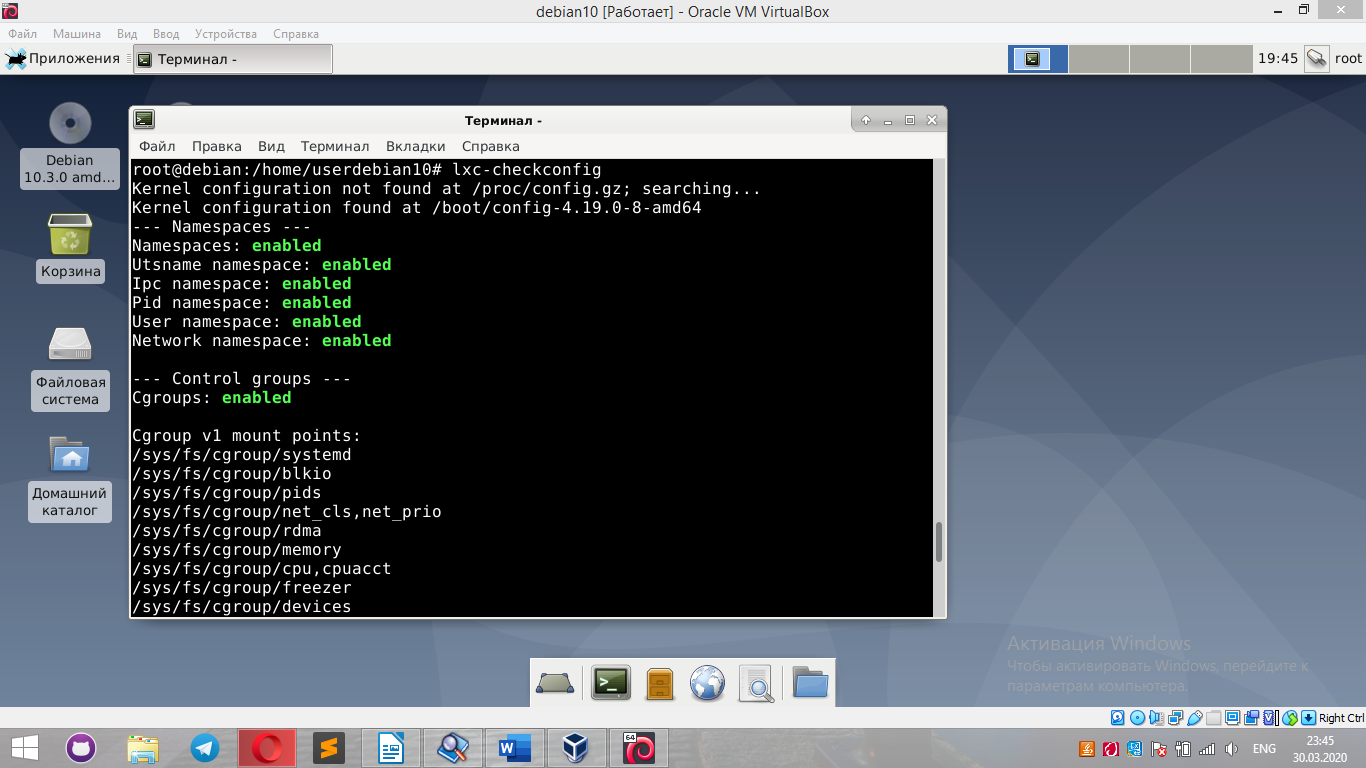 debian10 [Работает] - Oracle VM VirtualBox
Файл Машина Вид Ввод Устройства Справка
Приложения Терминал - 19:45 root
Терминал -
Файл Правка Вид Терминал Вкладки Справка
root@debian:/home/userdebian10# lxc-checkconfig
Kernel configuration not found at /proc/config.gz; searching...
Kernel configuration found at /boot/config-4.19.0-8-amd64
--- Namespaces ---
Namespaces: enabled
Utsname namespace: enabled
Ipc namespace: enabled
Pid namespace: enabled
User namespace: enabled
Network namespace: enabled
--- Control groups ---
Cgroups: enabled
Cgroup v1 mount points:
/sys/fs/cgroup/systemd
/sys/fs/cgroup/blkio
/sys/fs/cgroup/pids
/sys/fs/cgroup/net_cls,net_prio
/sys/fs/cgroup/rdma
/sys/fs/cgroup/memory
/sys/fs/cgroup/cpu,cpuacct
/sys/fs/cgroup/freezer
/sys/fs/cgroup/devices
Debian
10.3.0 amd...
Корзина
Файловая
система
Домашний
каталог
Активация Windows
Чтобы активировать Windows, перейдите к
параметрам компьютера.
Right Ctrl
64
ENG
23:45
30.03.2020